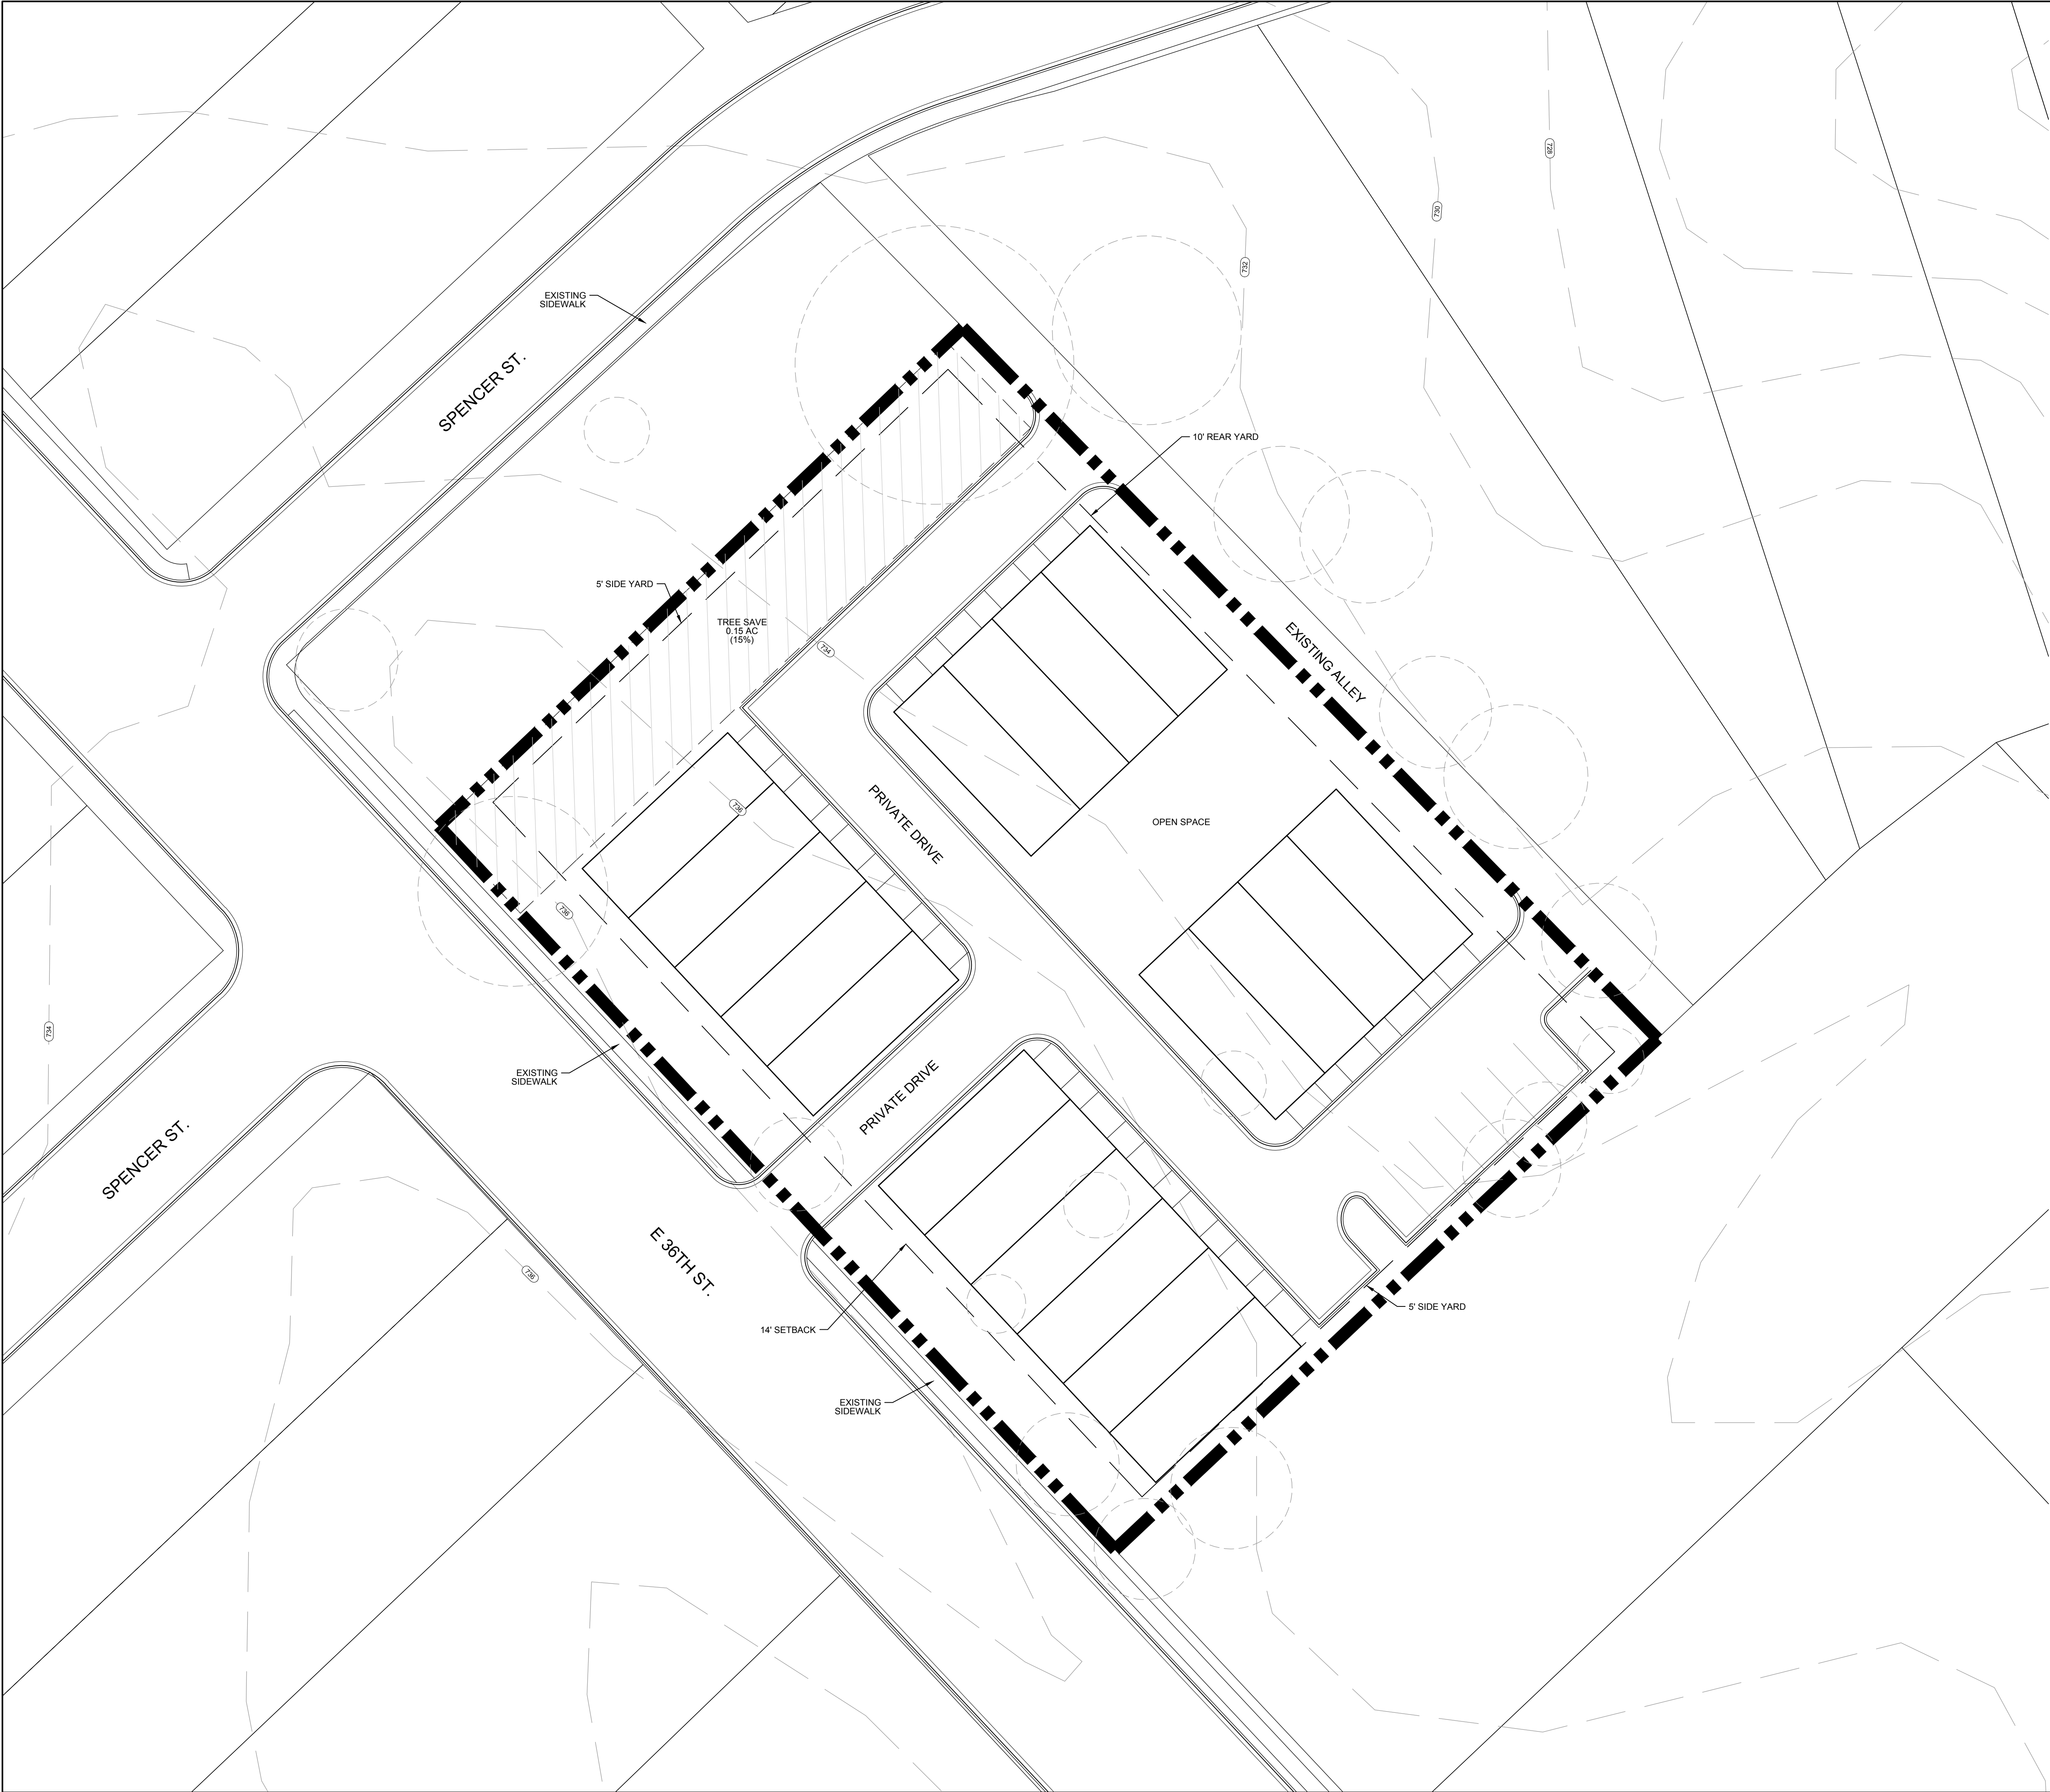 728
730
732
EXISTING
SIDEWALK
SPENCER ST.
10' REAR YARD
5' SIDE YARD
TREE SAVE
0.15 AC
(15%)
734
EXISTING ALLEY
736
PRIVATE DRIVE
OPEN SPACE
736
734
EXISTING
SIDEWALK
PRIVATE DRIVE
SPENCER ST.
E 36TH ST.
736
5' SIDE YARD
14' SETBACK
EXISTING
SIDEWALK